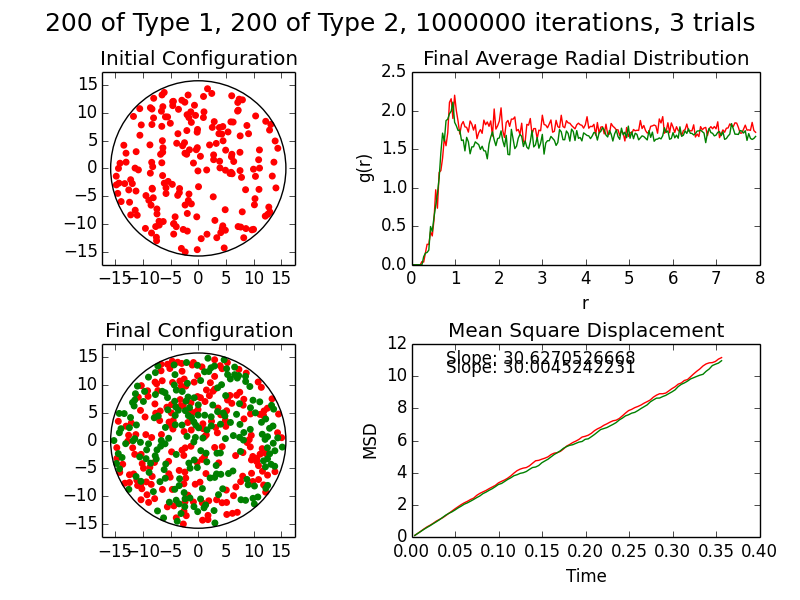 200 of Type 1, 200 of Type 2, 1000000 iterations, 3 trials
Initial Configuration
15
10
5
0
−5
−10
−15
−15−10 −5 0 5 10 15
Final Average Radial Distribution
2.5
2.0
1.5
1.0
0.5
0.0
g(r)
0 1 2 3 4 5 6 7 8
r
Final Configuration
15
10
5
0
−5
−10
−15
−15−10 −5 0 5 10 15
Mean Square Displacement
12
10
8
6
4
2
0
MSD
Slope: 30.6270526668
Slope: 30.0045242231
0.00 0.05 0.10 0.15 0.20 0.25 0.30 0.35 0.40
Time